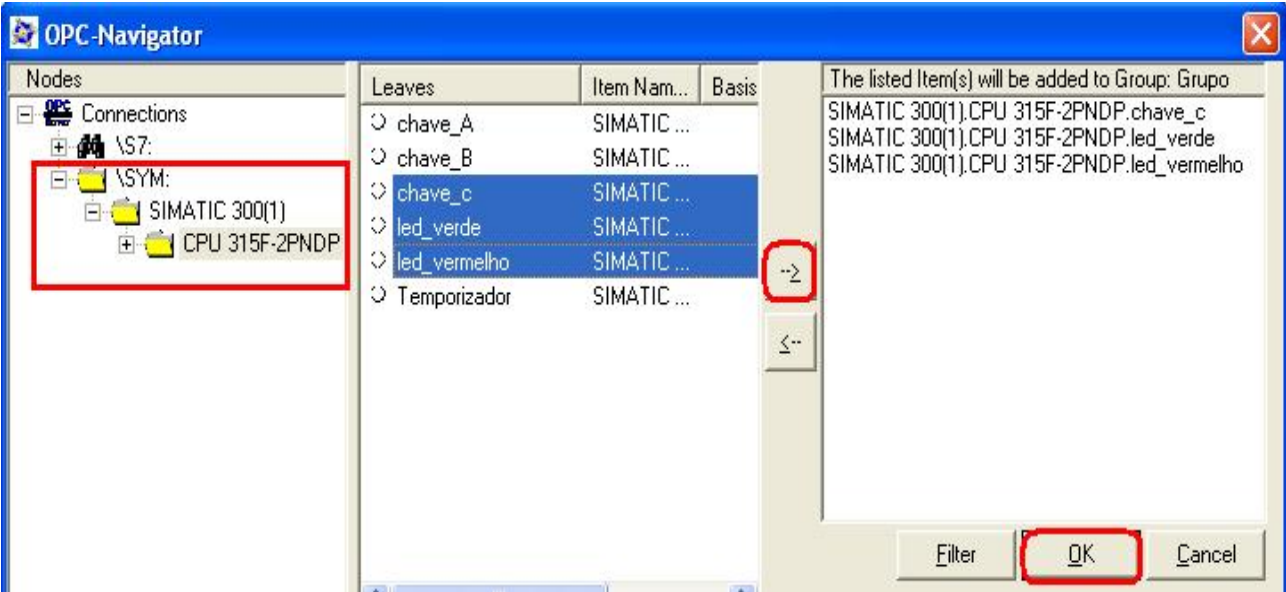 OPC-Navigator
Nodes
Connections
\S7:
\SYM:
SIMATIC 300(1)
CPU 315F-2PNDP
Leaves Item Nam... Basis
chave_A SIMATIC ...
chave_B SIMATIC ...
chave_c SIMATIC ...
led_verde SIMATIC ...
led_vermelho SIMATIC ...
Temporizador SIMATIC ...
-->
<--
The listed Item(s) will be added to Group: Grupo
SIMATIC 300(1).CPU 315F-2PNDP.chave_c
SIMATIC 300(1).CPU 315F-2PNDP.led_verde
SIMATIC 300(1).CPU 315F-2PNDP.led_vermelho
Filter OK Cancel